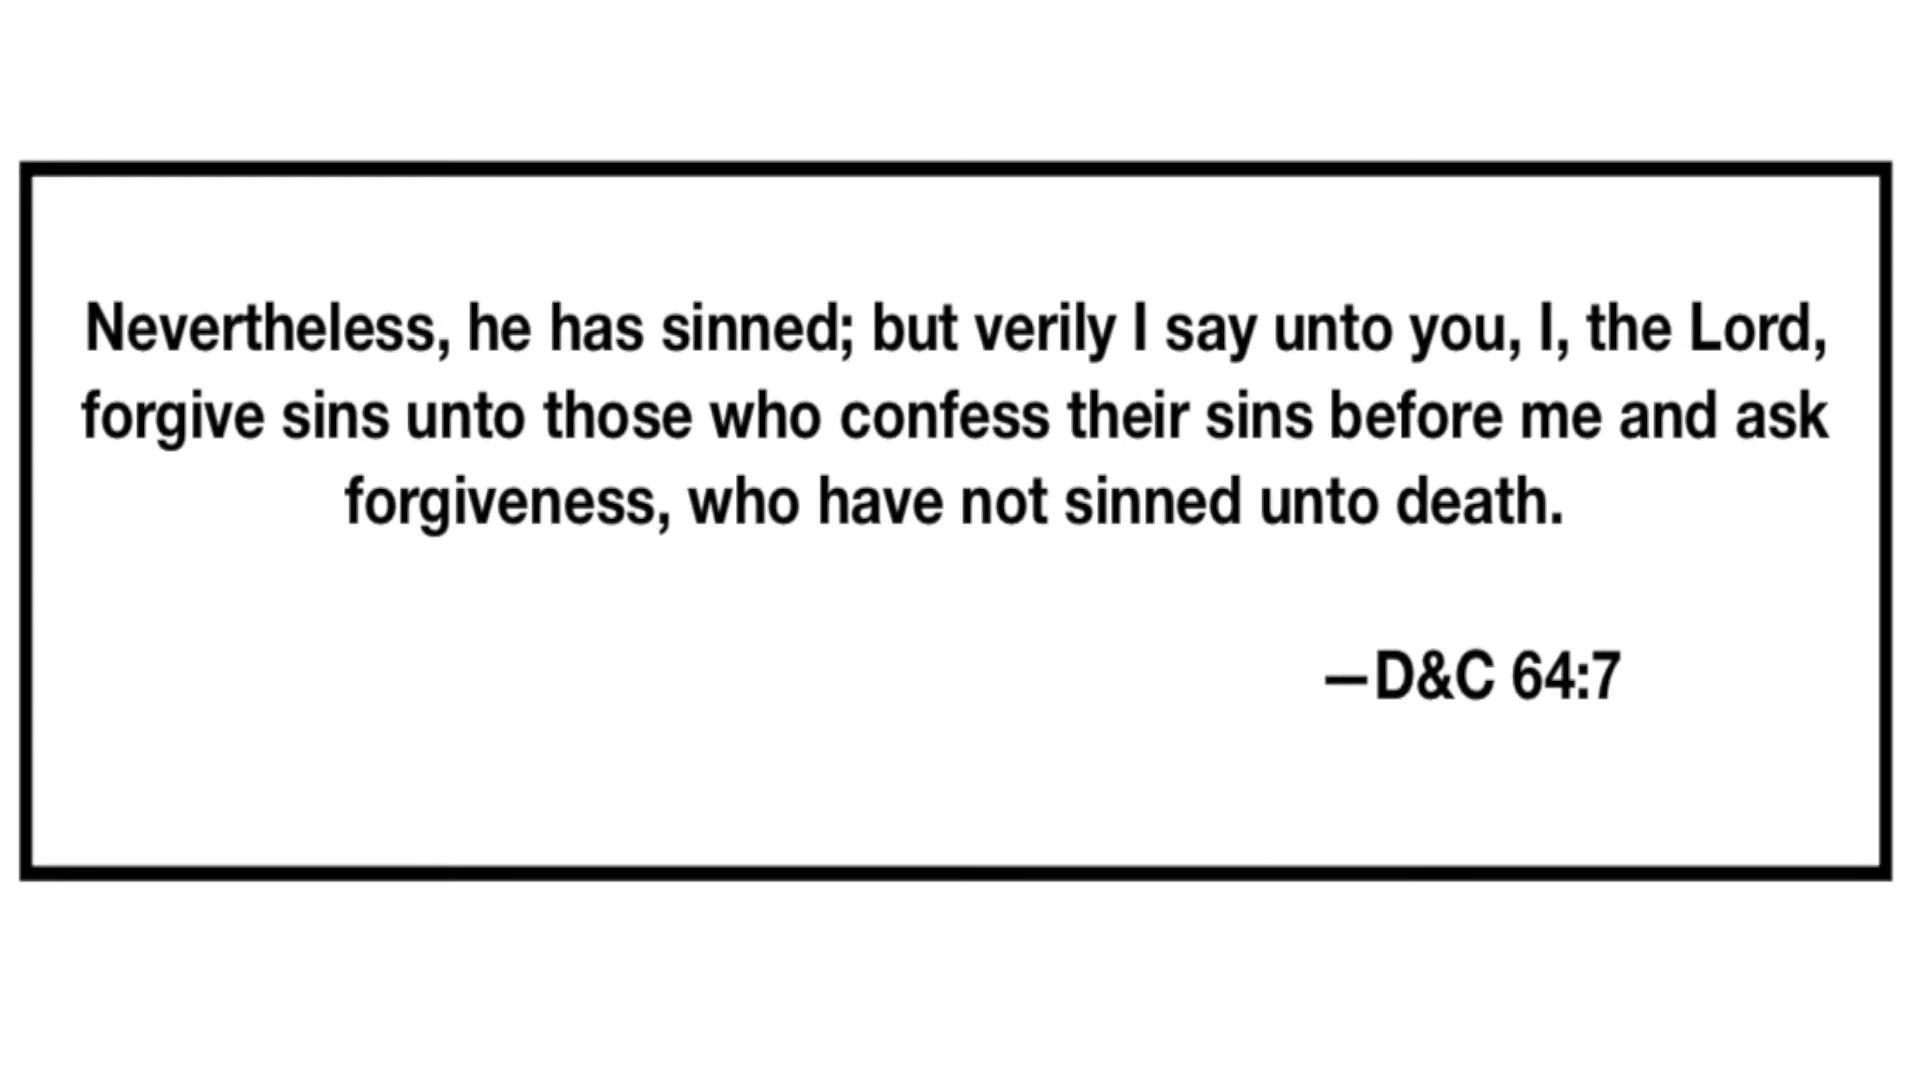 Nevertheless, he has sinned; but verily I say unto you, I, the Lord,
forgive sins unto those who confess their sins before me and ask
forgiveness, who have not sinned unto death.
—D&C 64:7